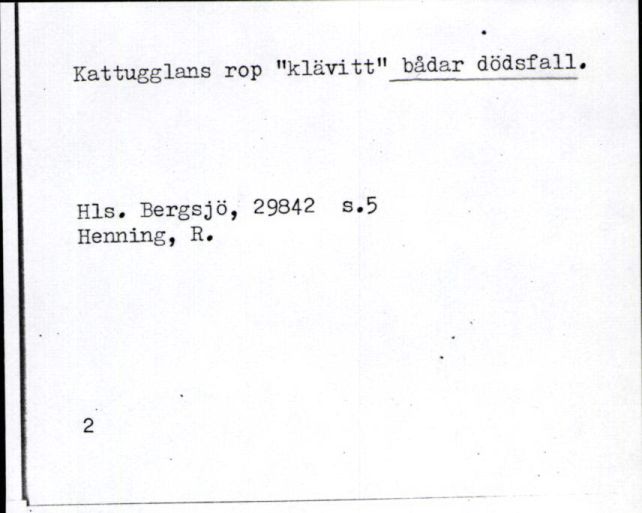 Kattugglans rop "klävitt" bådar dödsfall.
Hls. Bergsjö, 29842 s.5
Henning, R.
2